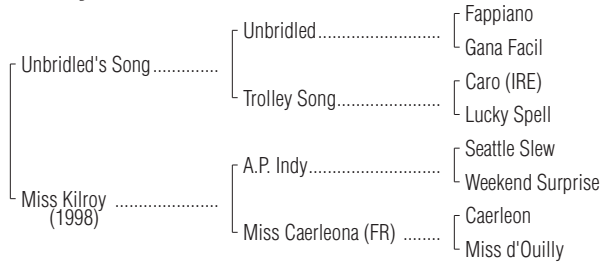 Fappiano
Unbridled..........................
Gana Facil
Unbridled's Song..............
Caro (IRE)
Trolley Song......................
Lucky Spell
Seattle Slew
A.P. Indy............................
Weekend Surprise
Miss Kilroy ......................
(1998)
Caerleon
Miss Caerleona (FR) ........
Miss d'Ouilly